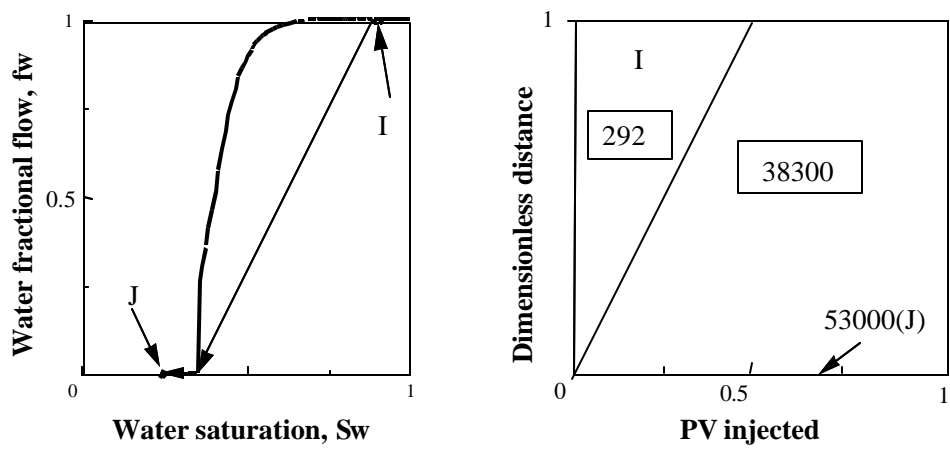 1
I
0.5
J
0
1
Water fractional flow, fw
Water saturation, Sw
1
I
292
38300
53000(J)
0
0.5
1
Dimensionless distance
PV injected